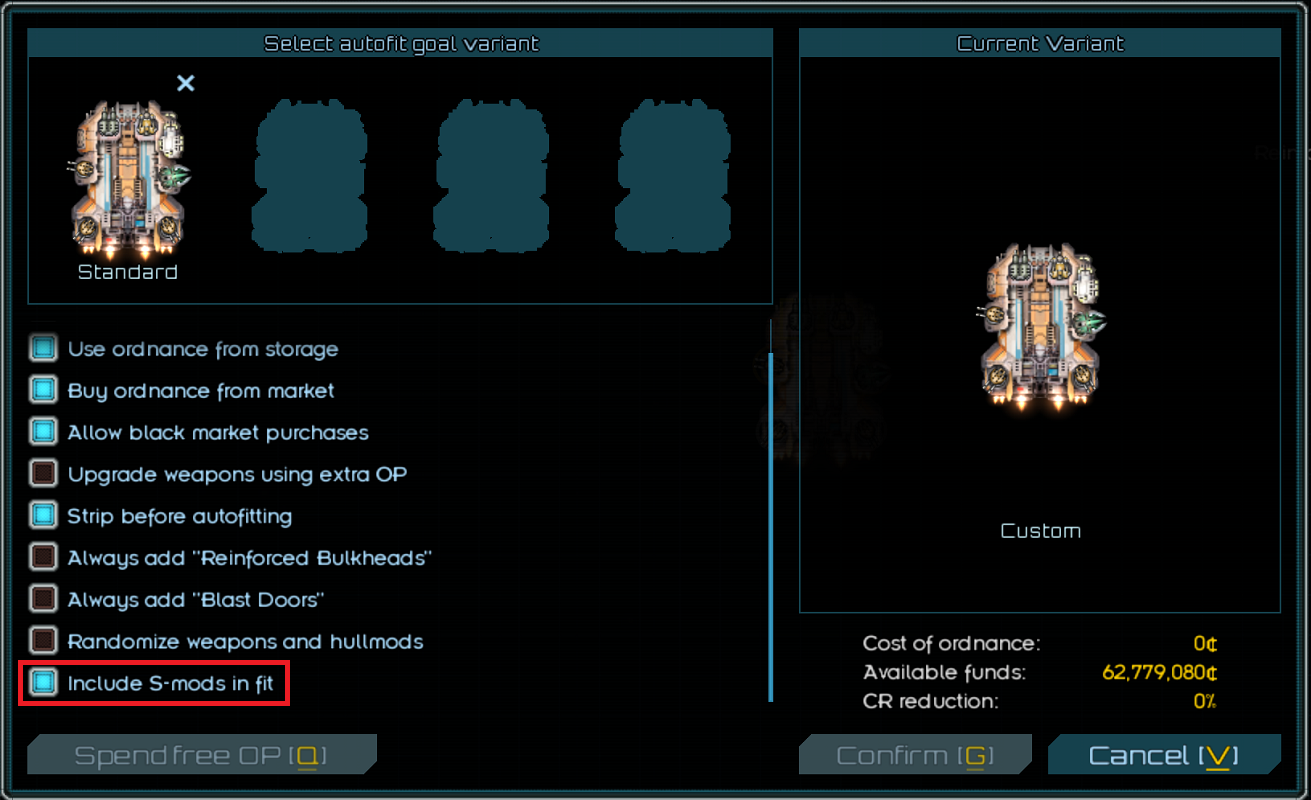 Select autofit goal variant
Current Variant
Standard
Use ordnance from storage
Buy ordnance from market
Allow black market purchases
Upgrade weapons using extra OP
Strip before autofitting
Always add "Reinforced Bulkheads"
Always add "Blast Doors"
Randomize weapons and hullmods
Include S-mods in fit
Custom
Cost of ordnance: 0¢
Available funds: 62,779,080¢
CR reduction: 0%
Spend free OP [Q]
Confirm [G]
Cancel [V]